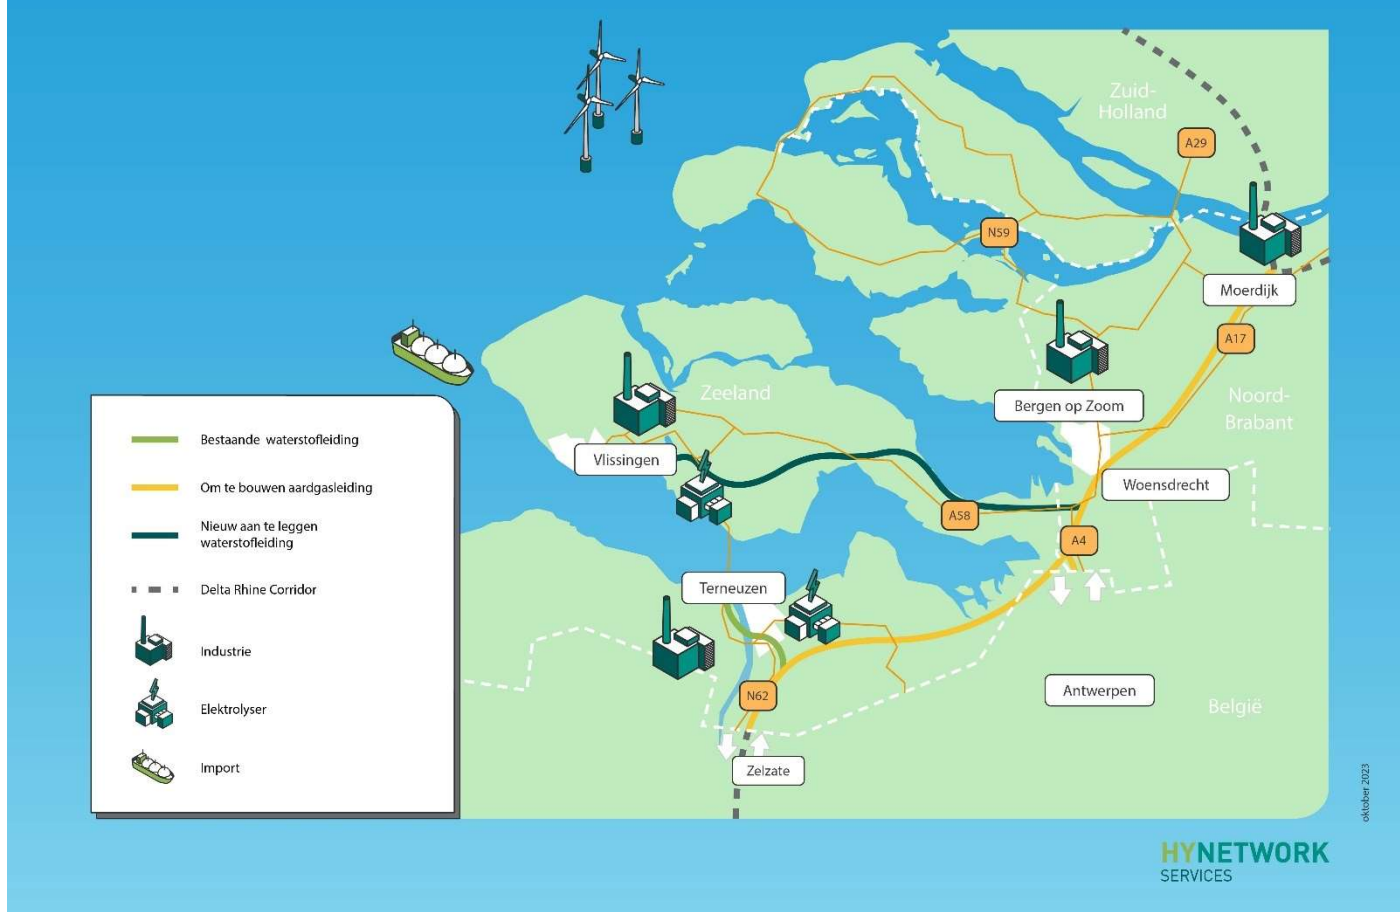 Zuid-
Holland
A29
N59
Moerdijk
A17
Zeeland
Bergen op Zoom
Noord-
Brabant
Vlissingen
Woensdrecht
A58
A4
Terneuzen
N62
Antwerpen
België
Zelzate
Bestaande waterstofleiding
Om te bouwen aardgasleiding
Nieuw aan te leggen
waterstofleiding
Delta Rhine Corridor
Industrie
Elektrolyser
Import
oktober 2023
HYNETWORK
SERVICES